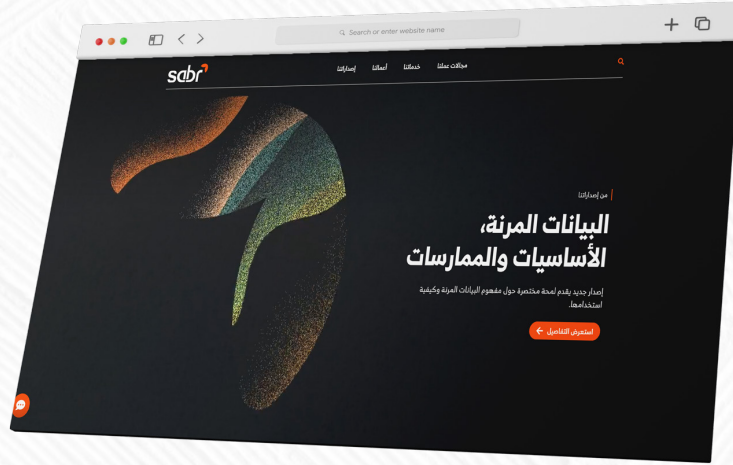 Search or enter website name
sabr
مجالات عملنا
خدماتنا
أعمالنا
إصداراتنا
من إصداراتنا
البيانات المرنة،
الأساسيات والممارسات
إصدار جديد يقدم لمحة مختصرة حول مفهوم البيانات المرنة وكيفية
استخدامها.
استعرض التفاصيل